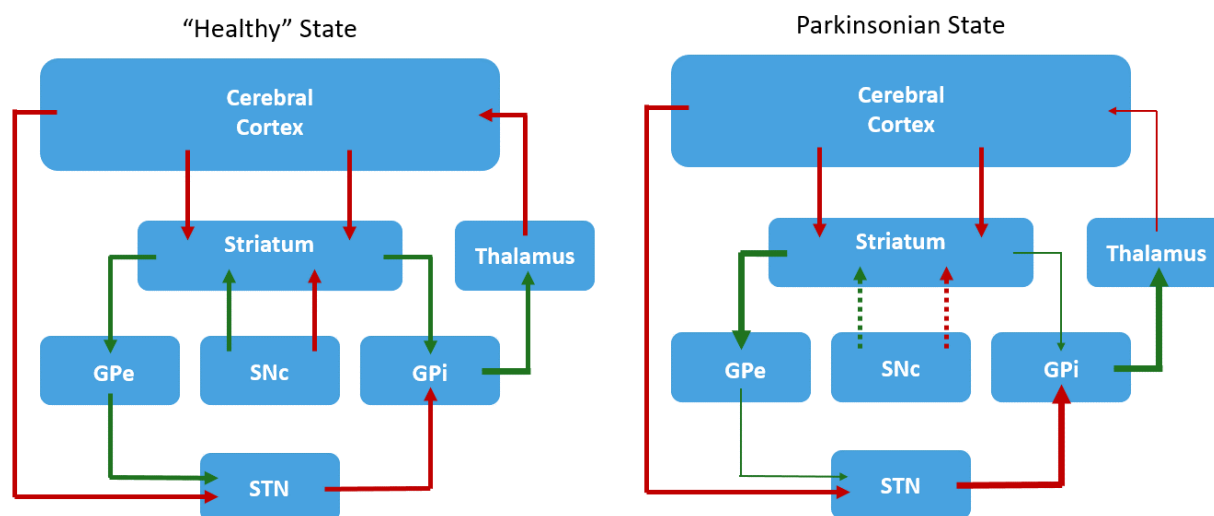 “Healthy” State
Cerebral
Cortex
Striatum
Thalamus
GPe
SNc
GPi
STN
Parkinsonian State
Cerebral
Cortex
Striatum
Thalamus
GPe
SNc
GPi
STN